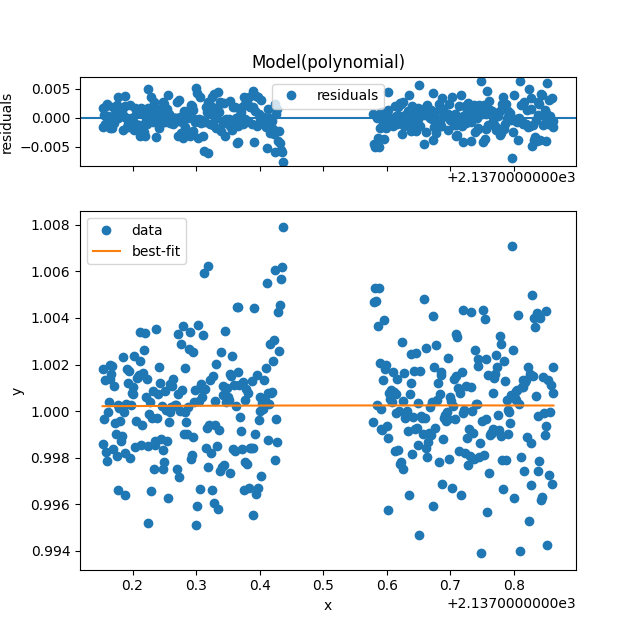 Model(polynomial)
0.005
0.000
−0.005
residuals
residuals
+2.1370000000e3
1.008
1.006
1.004
1.002
1.000
0.998
0.996
0.994
y
data
best-fit
0.2 0.3 0.4 0.5 0.6 0.7 0.8
x
+2.1370000000e3